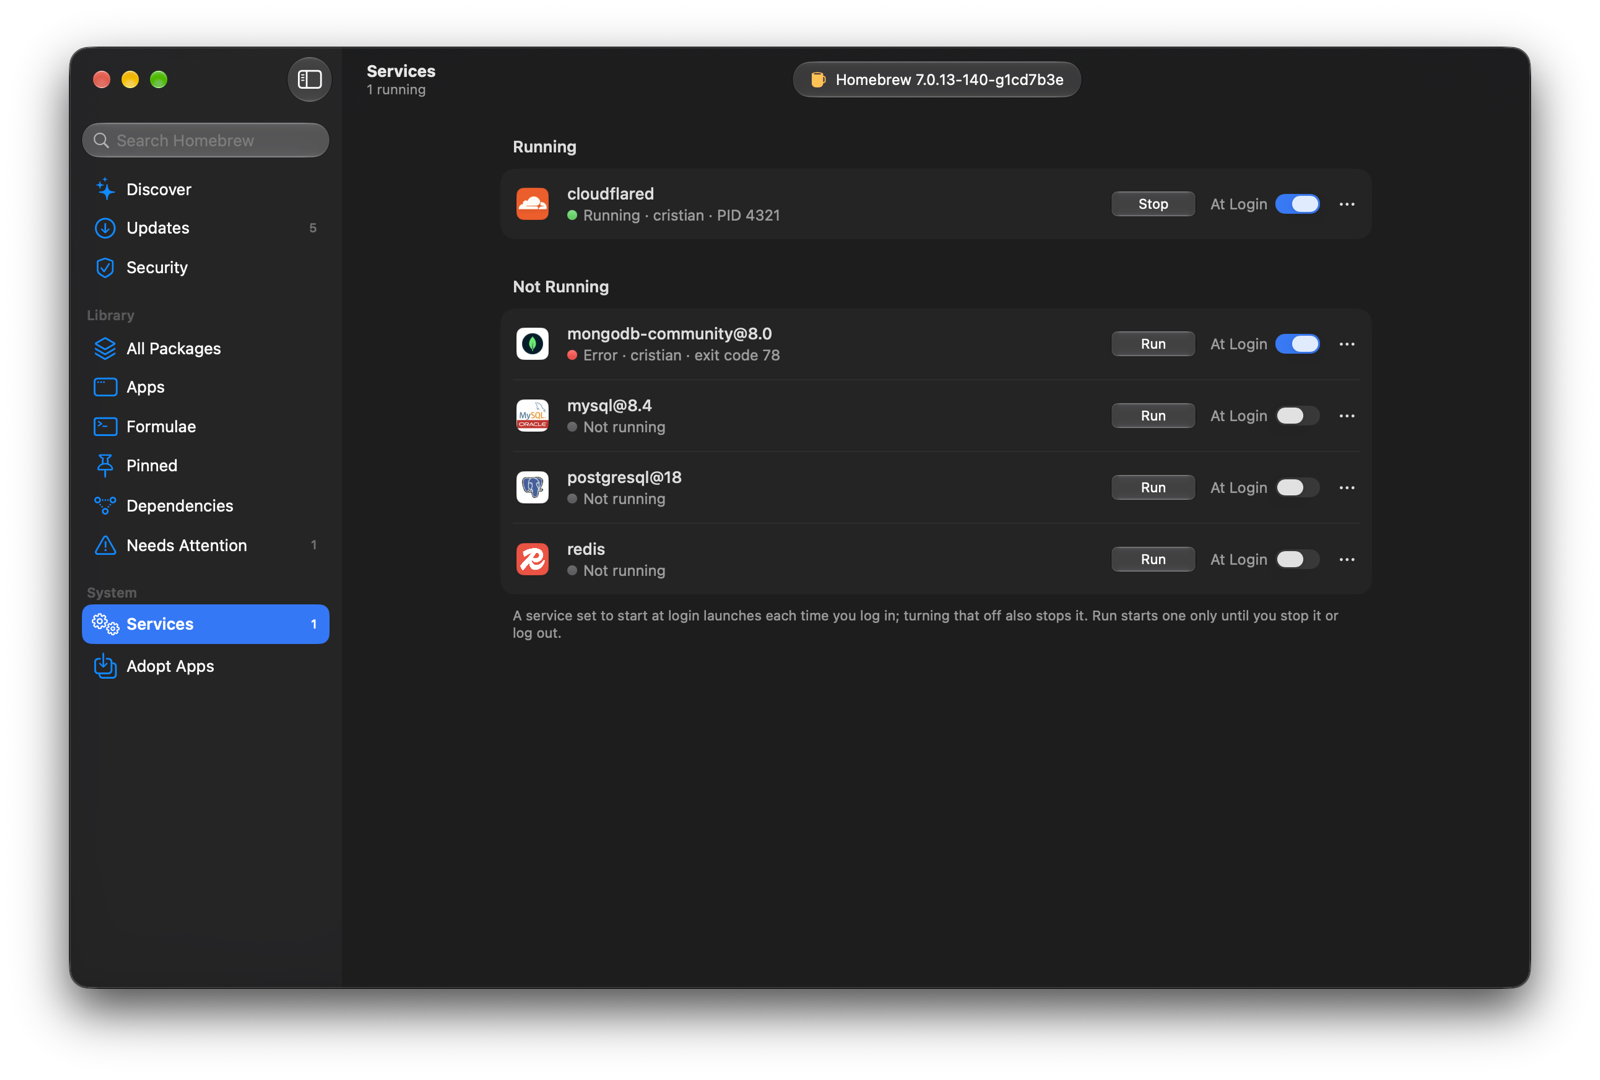 Services
1 running
Homebrew 7.0.13-140-g1cd7b3e
Search Homebrew
Discover
Updates 5
Security
Library
All Packages
Apps
Formulae
Pinned
Dependencies
Needs Attention 1
System
Services 1
Adopt Apps
Running
cloudflared
Running · cristian · PID 4321
Stop At Login
Not Running
mongodb-community@8.0
Error · cristian · exit code 78
Run At Login
MySQL
ORACLE
mysql@8.4
Not running
Run At Login
postgresql@18
Not running
Run At Login
redis
Not running
Run At Login
A service set to start at login launches each time you log in; turning that off also stops it. Run starts one only until you stop it or
log out.